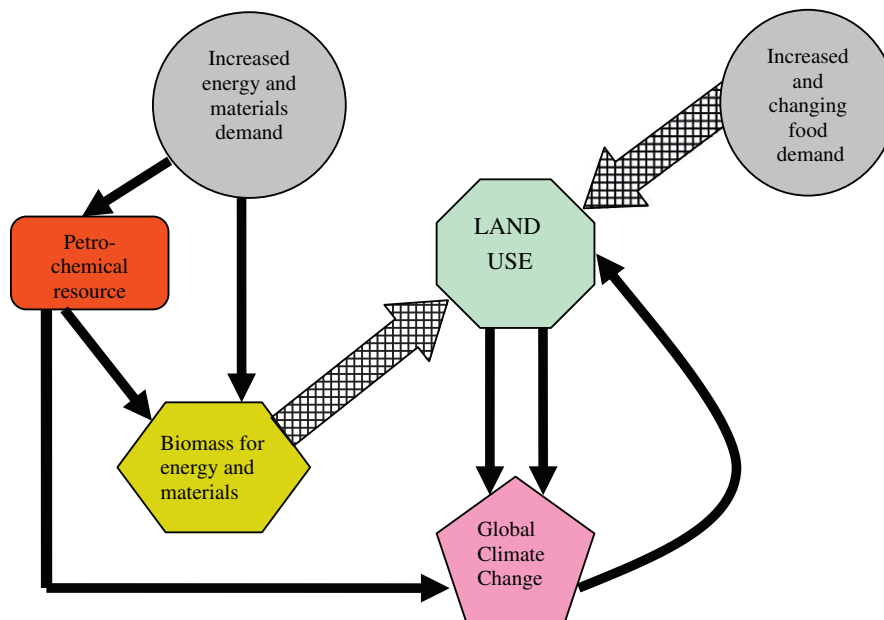 Increased
energy and
materials
demand
Increased
and
changing
food
demand
Petro-
chemical
resource
LAND
USE
Biomass for
energy and
materials
Global
Climate
Change